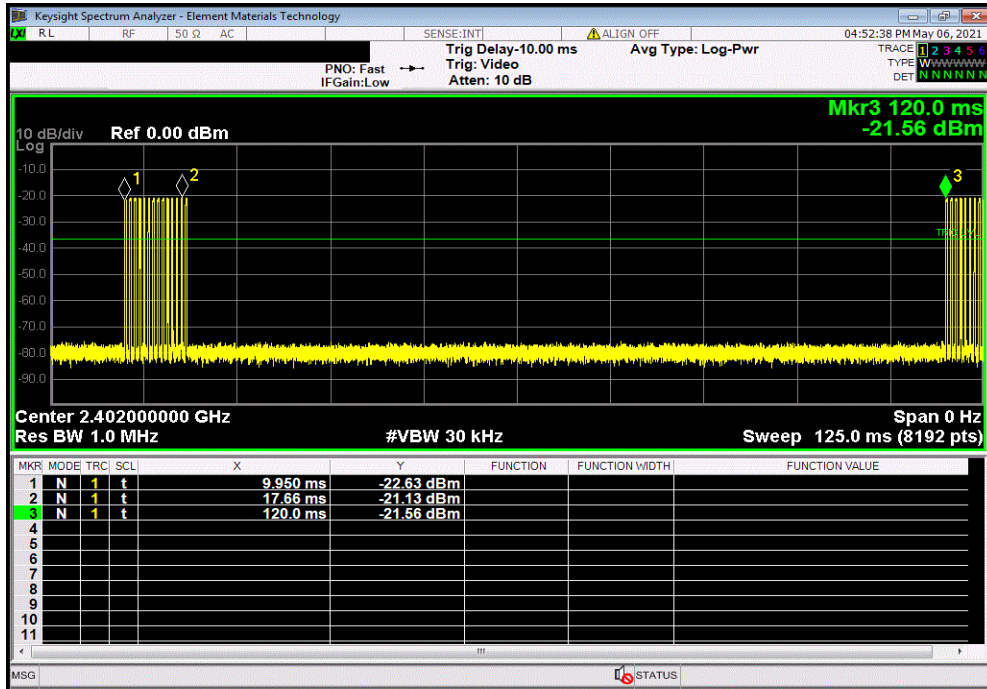 Keysight Spectrum Analyzer - Element Materials Technology
LXI RL RF 50 Ω AC SENSE:INT ALIGN OFF 04:52:38 PM May 06, 2021
Trig Delay-10.00 ms Avg Type: Log-Pwr TRACE 1 2 3 4 5 6
PNO: Fast Trig: Video TYPE WWWWWW
IFGain:Low Atten: 10 dB DET N N N N N N
Mkr3 120.0 ms
10 dB/div Ref 0.00 dBm -21.56 dBm
Log
-10.0
1 2 3
-20.0
-30.0
-40.0
-50.0
-60.0
-70.0
-80.0
-90.0
Center 2.402000000 GHz Span 0 Hz
Res BW 1.0 MHz #VBW 30 kHz Sweep 125.0 ms (8192 pts)
MKR MODE TRC SCL X Y FUNCTION FUNCTION WIDTH FUNCTION VALUE
1 N 1 t 9.950 ms -22.63 dBm
2 N 1 t 17.66 ms -21.13 dBm
3 N 1 t 120.0 ms -21.56 dBm
4
5
6
7
8
9
10
11
MSG STATUS